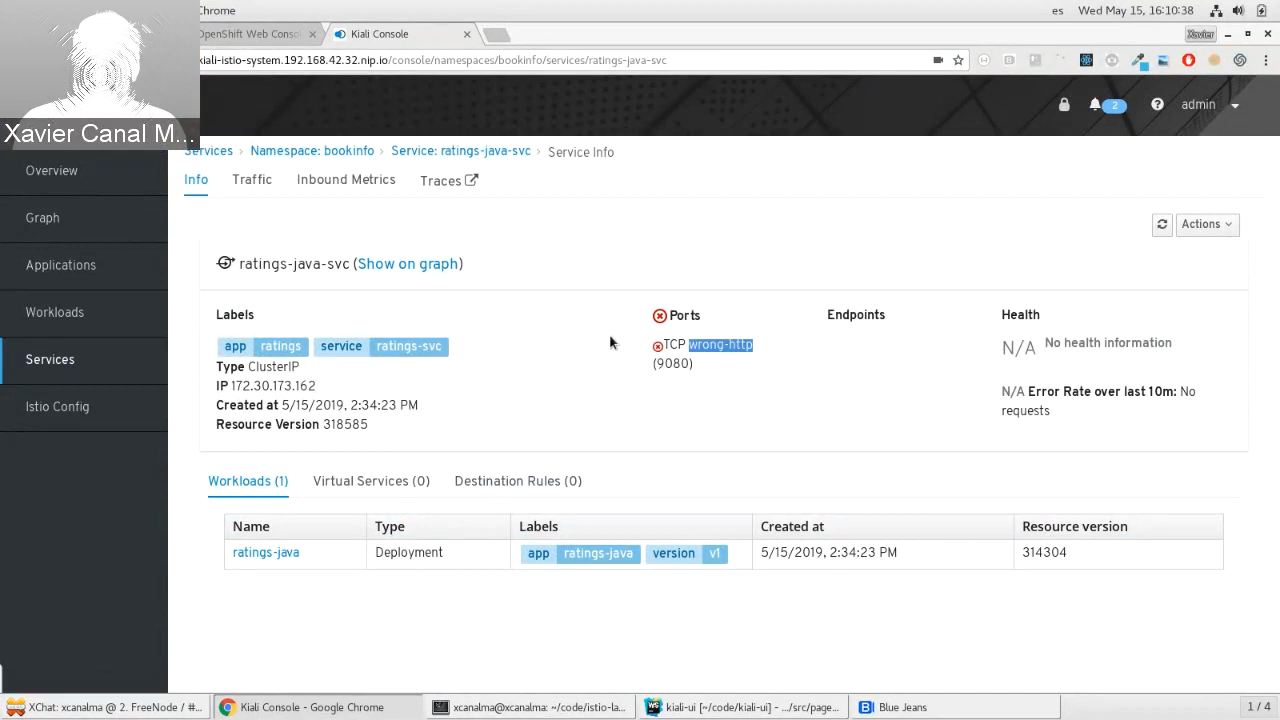 Chrome
es
Wed May 15, 16:10:38
OpenShift Web Conso
Kiali Console
Xavier
kiali-istio-system.192.168.42.32.nip.io/console/namespaces/bookinfo/services/ratings-java-svc
Xavier Canal M...
2
admin
Services › Namespace: bookinfo › Service: ratings-java-svc › Service Info
Overview
Graph
Applications
Workloads
Services
Istio Config
Info Traffic Inbound Metrics Traces
Actions
ratings-java-svc (Show on graph)
Labels
app ratings service ratings-svc
Type ClusterIP
IP 172.30.173.162
Created at 5/15/2019, 2:34:23 PM
Resource Version 318585
Ports
TCP wrong-http
(9080)
Endpoints
Health
N/A No health information
N/A Error Rate over last 10m: No
requests
Workloads (1) Virtual Services (0) Destination Rules (0)
Name Type Labels Created at Resource version
ratings-java Deployment app ratings-java version v1 5/15/2019, 2:34:23 PM 314304
XChat: xcanalma @ 2. FreeNode / #...
Kiali Console - Google Chrome
xcanalma@xcanalma: ~/code/istio-la...
kiali-ui [~/code/kiali-ui] - .../src/page...
Blue Jeans
1 / 4